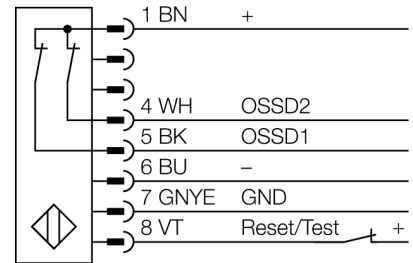 1 BN +
4 WH OSSD2
5 BK OSSD1
6 BU –
7 GNYE GND
8 VT Reset/Test +